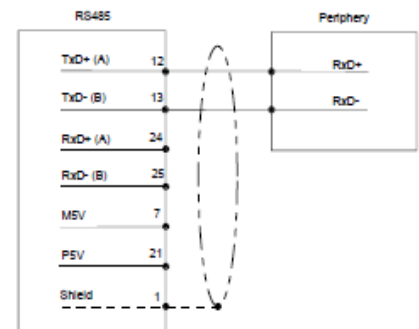 RS485
Periphery
TxD+ (A) 12
RxD+
TxD- (B) 13
RxD-
RxD+ (A) 24
RxD- (B) 25
M5V 7
P5V 21
Shield 1